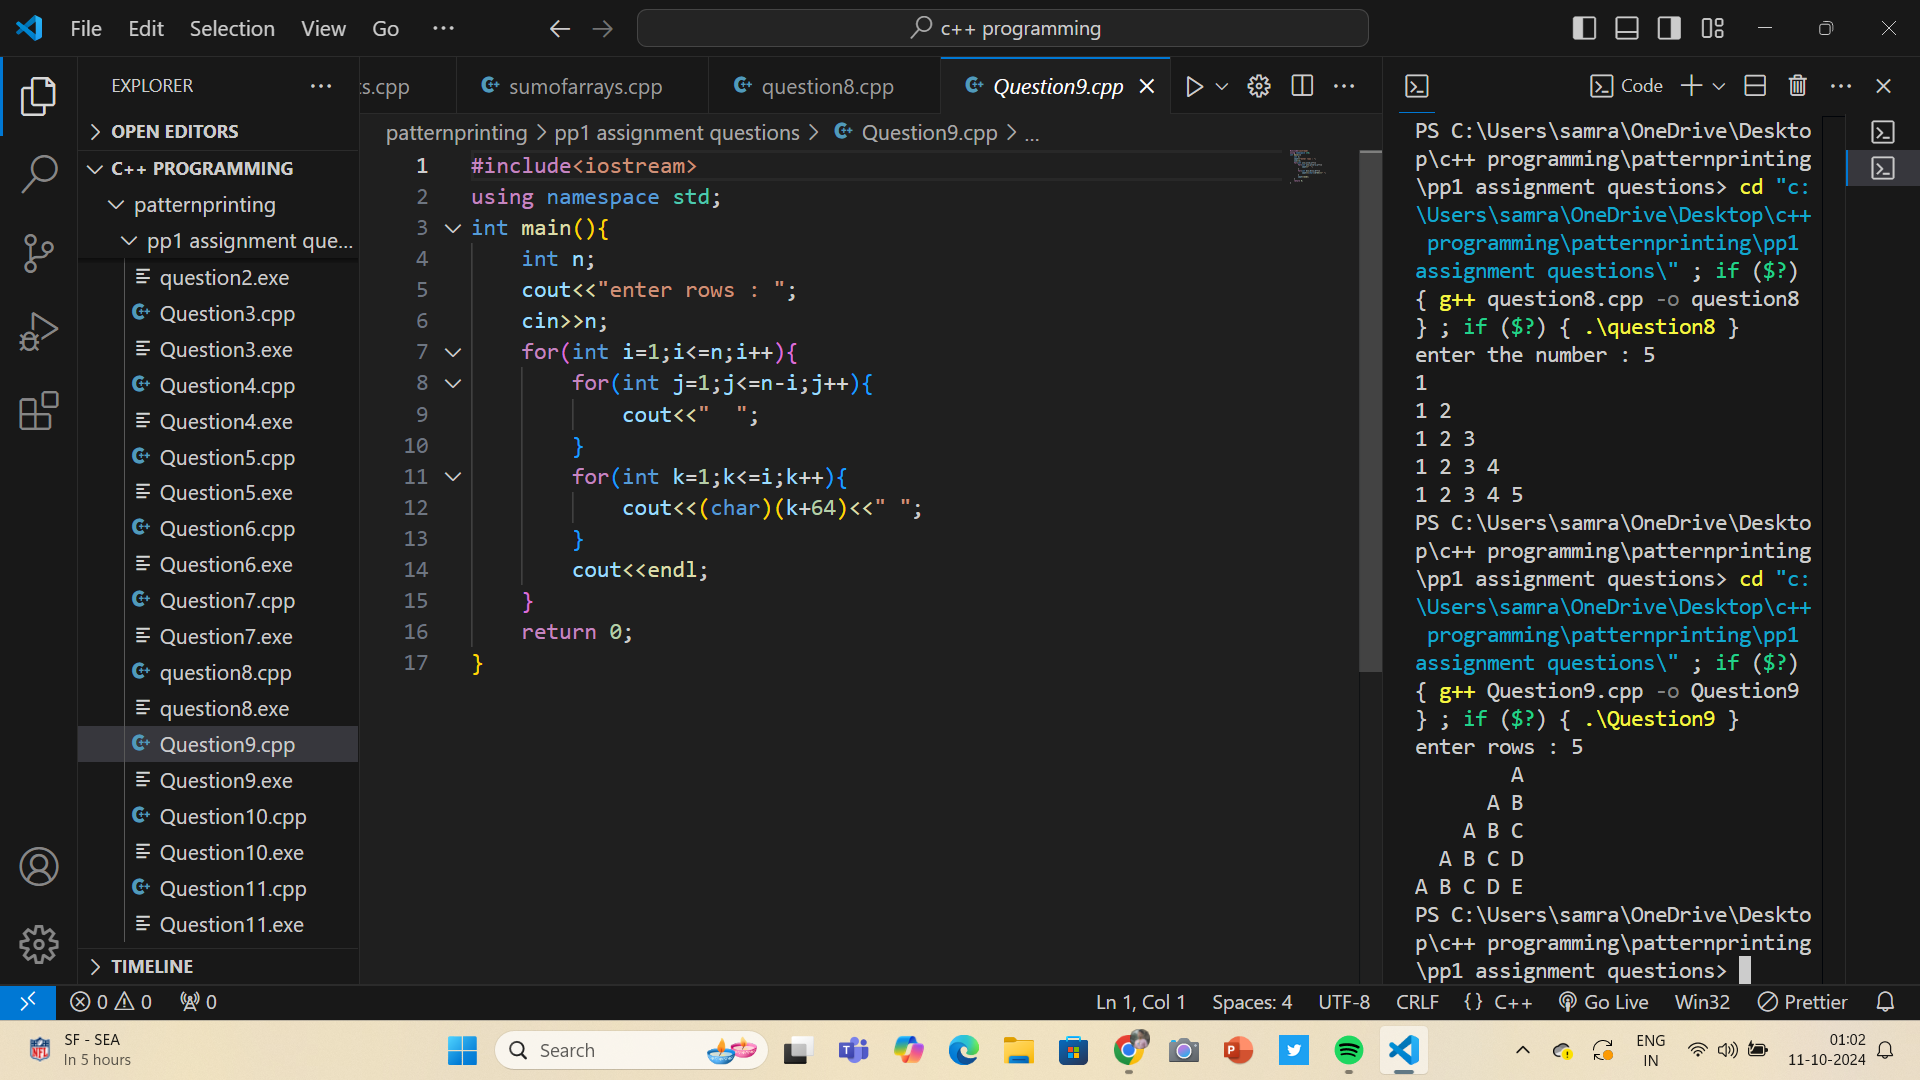 File Edit Selection View Go ···
c++ programming
EXPLORER
OPEN EDITORS
C++ PROGRAMMING
patternprinting
pp1 assignment que...
question2.exe
Question3.cpp
Question3.exe
Question4.cpp
Question4.exe
Question5.cpp
Question5.exe
Question6.cpp
Question6.exe
Question7.cpp
Question7.exe
question8.cpp
question8.exe
Question9.cpp
Question9.exe
Question10.cpp
Question10.exe
Question11.cpp
Question11.exe
TIMELINE
s.cpp sumofarrays.cpp question8.cpp Question9.cpp
patternprinting > pp1 assignment questions > Question9.cpp > ...
1 #include<iostream>
2 using namespace std;
3 int main(){
4 int n;
5 cout<<"enter rows : ";
6 cin>>n;
7 for(int i=1;i<=n;i++){
8 for(int j=1;j<=n-i;j++){
9 cout<<"  ";
10 }
11 for(int k=1;k<=i;k++){
12 cout<<(char)(k+64)<<" ";
13 }
14 cout<<endl;
15 }
16 return 0;
17 }
Code
PS C:\Users\samra\OneDrive\Deskto
p\c++ programming\patternprinting
\pp1 assignment questions> cd "c:
\Users\samra\OneDrive\Desktop\c++
programming\patternprinting\pp1
assignment questions\" ; if ($?)
{ g++ question8.cpp -o question8
} ; if ($?) { .\question8 }
enter the number : 5
1
1 2
1 2 3
1 2 3 4
1 2 3 4 5
PS C:\Users\samra\OneDrive\Deskto
p\c++ programming\patternprinting
\pp1 assignment questions> cd "c:
\Users\samra\OneDrive\Desktop\c++
programming\patternprinting\pp1
assignment questions\" ; if ($?)
{ g++ Question9.cpp -o Question9
} ; if ($?) { .\Question9 }
enter rows : 5
A
A B
A B C
A B C D
A B C D E
PS C:\Users\samra\OneDrive\Deskto
p\c++ programming\patternprinting
\pp1 assignment questions>
0 0 0 Ln 1, Col 1 Spaces: 4 UTF-8 CRLF {} C++ Go Live Win32 Prettier
SF - SEA
In 5 hours
Search
ENG
IN
01:02
11-10-2024